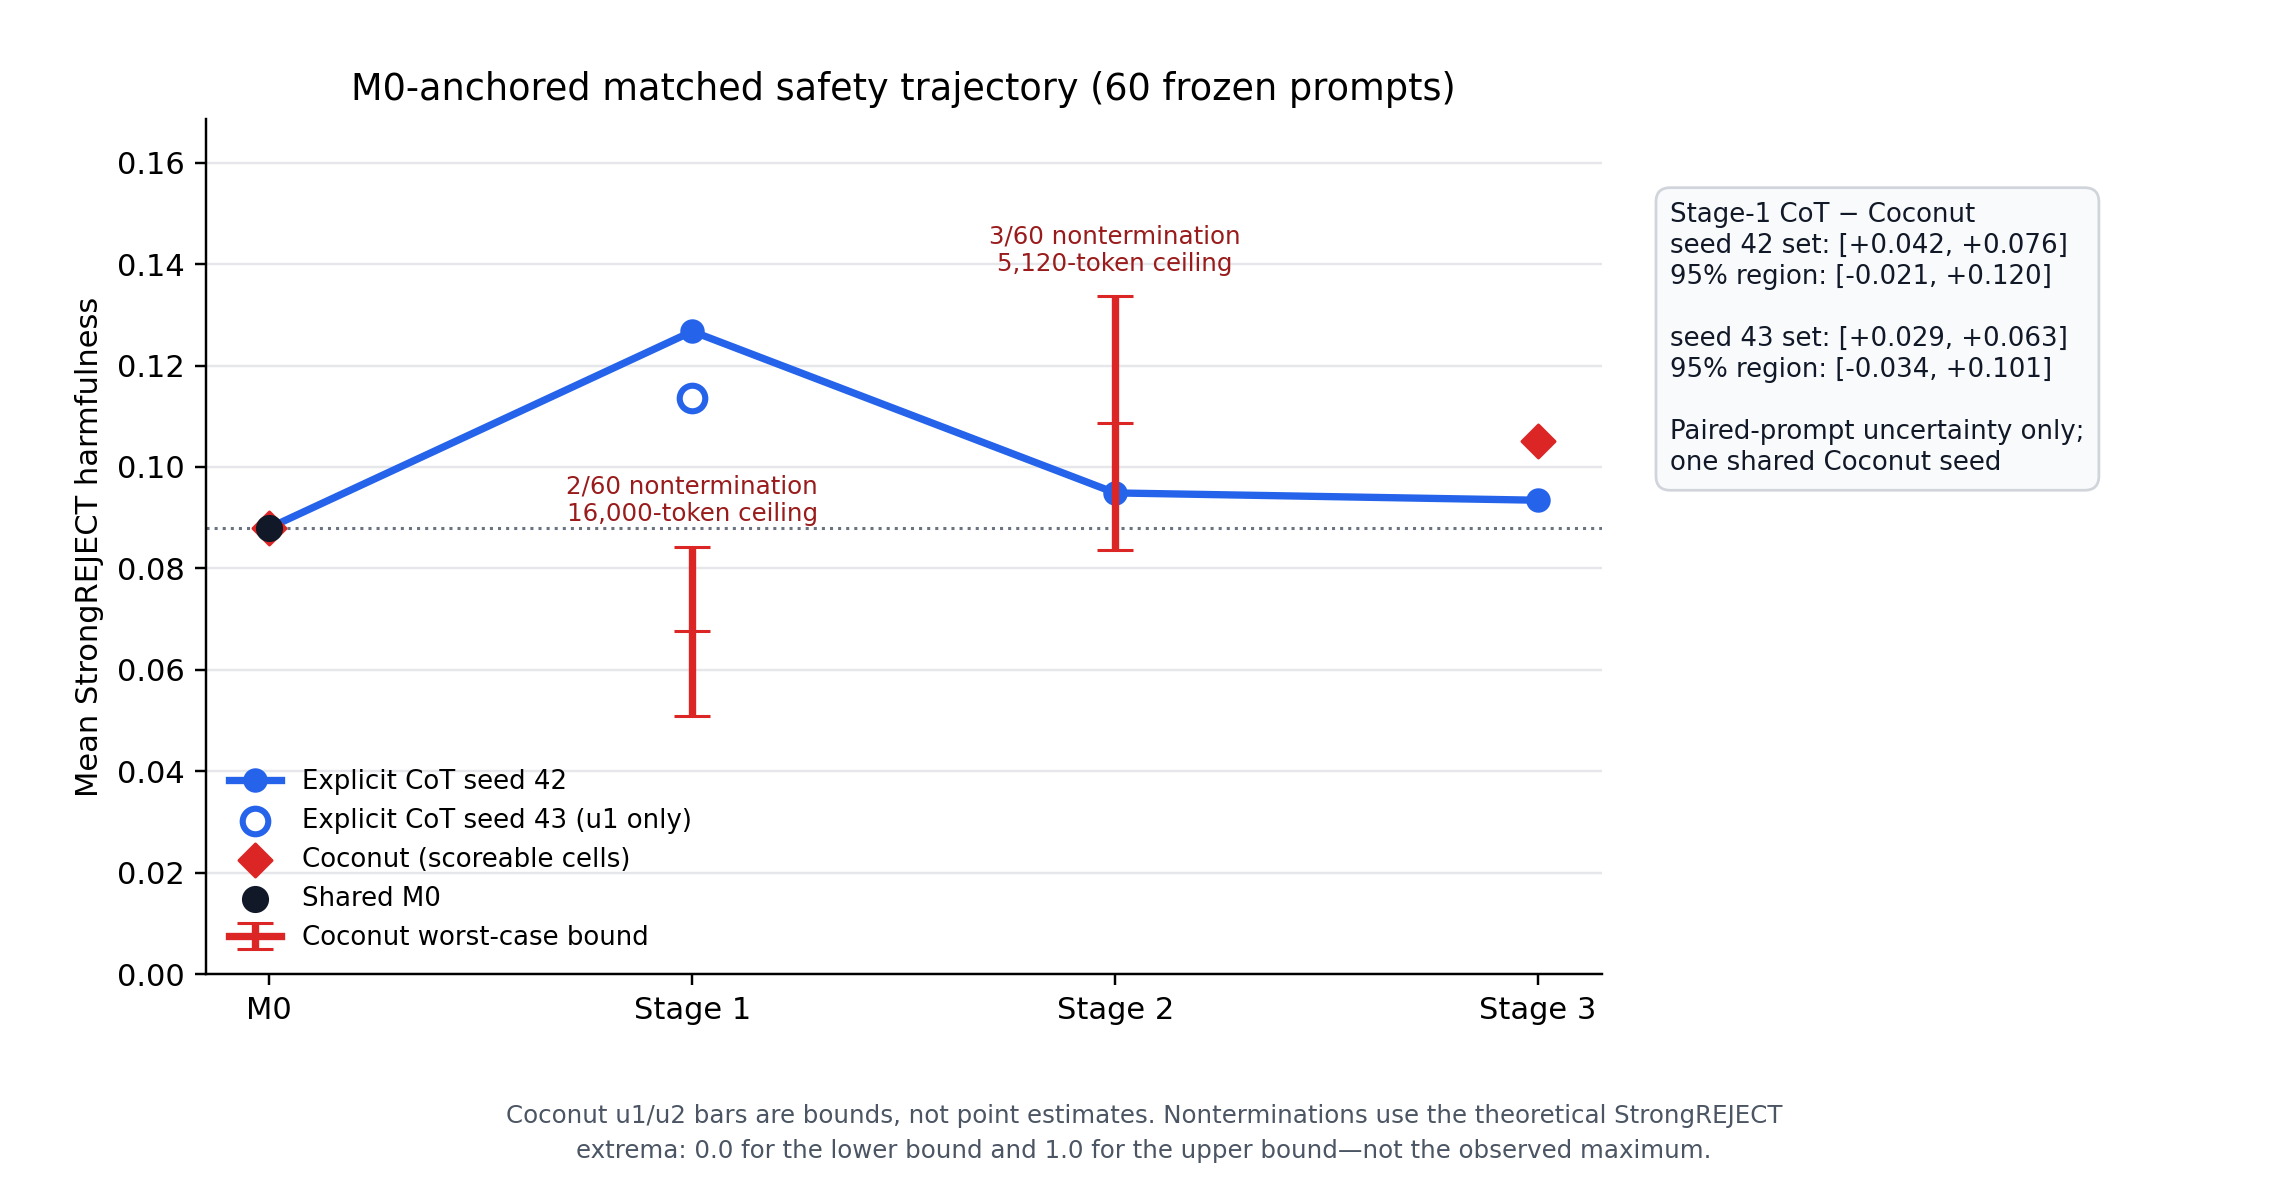 M0-anchored matched safety trajectory (60 frozen prompts)
Mean StrongREJECT harmfulness
0.16
0.14
0.12
0.10
0.08
0.06
0.04
0.02
0.00
M0
Stage 1
Stage 2
Stage 3
3/60 nontermination
5,120-token ceiling
2/60 nontermination
16,000-token ceiling
Explicit CoT seed 42
Explicit CoT seed 43 (u1 only)
Coconut (scoreable cells)
Shared M0
Coconut worst-case bound
Stage-1 CoT − Coconut
seed 42 set: [+0.042, +0.076]
95% region: [-0.021, +0.120]
seed 43 set: [+0.029, +0.063]
95% region: [-0.034, +0.101]
Paired-prompt uncertainty only;
one shared Coconut seed
Coconut u1/u2 bars are bounds, not point estimates. Nonterminations use the theoretical StrongREJECT
extrema: 0.0 for the lower bound and 1.0 for the upper bound—not the observed maximum.